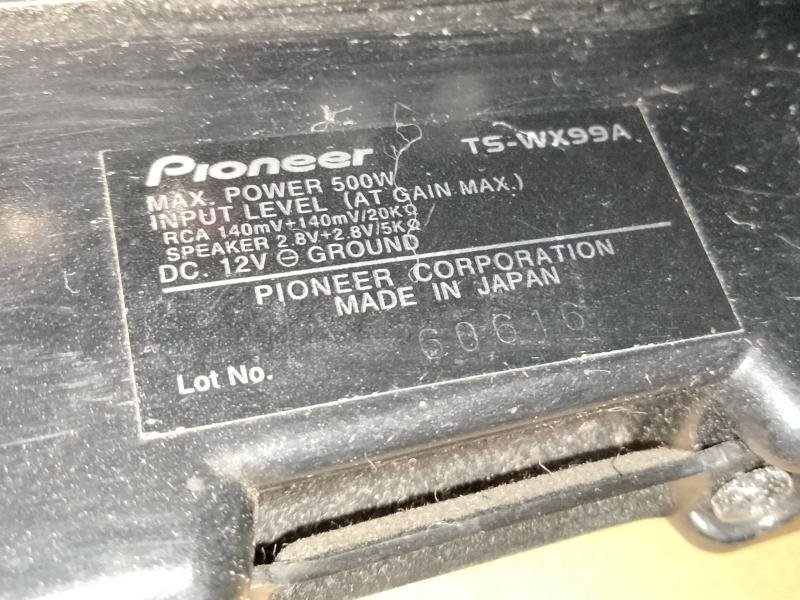 Pioneer TS-WX99A
MAX. POWER 500W
INPUT LEVEL (AT GAIN MAX.)
RCA 140mV+140mV/20KΩ
SPEAKER 2.8V+2.8V/5KΩ
DC. 12V ⊖ GROUND
PIONEER CORPORATION
MADE IN JAPAN
Lot No.